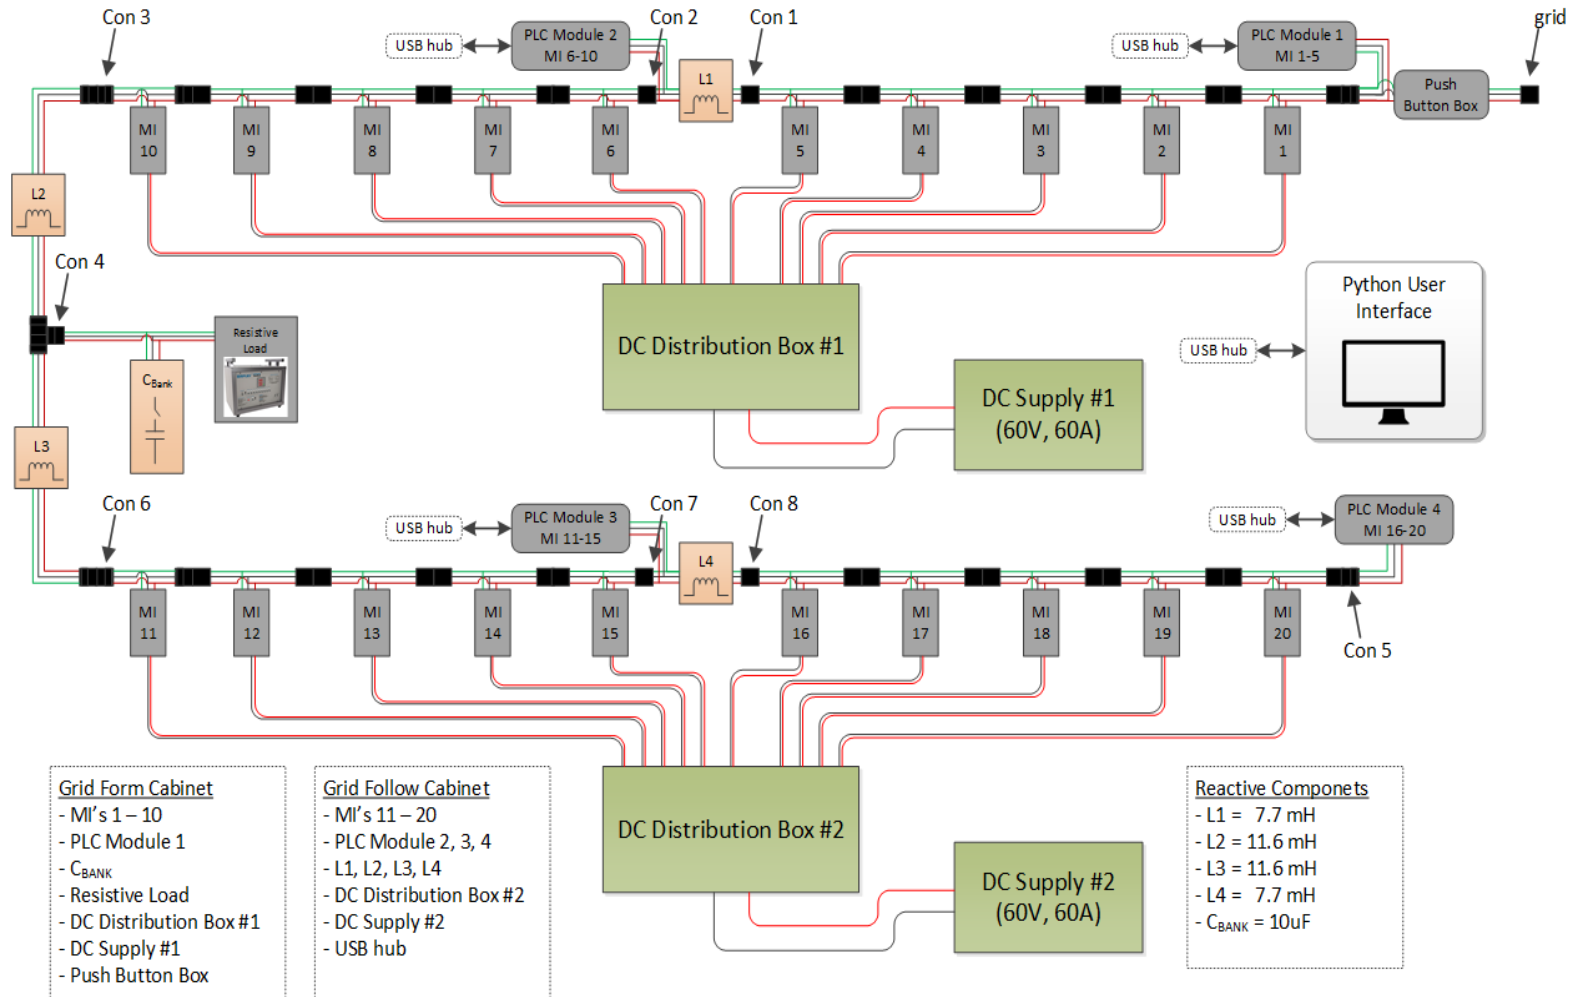 Con 3
Con 2
Con 1
grid
USB hub
PLC Module 2
MI 6-10
USB hub
PLC Module 1
MI 1-5
L1
Push
Button Box
MI
10
MI
9
MI
8
MI
7
MI
6
MI
5
MI
4
MI
3
MI
2
MI
1
L2
Con 4
Resistive
Load
C_Bank
DC Distribution Box #1
DC Supply #1
(60V, 60A)
USB hub
Python User
Interface
L3
Con 6
USB hub
PLC Module 3
MI 11-15
Con 7
Con 8
USB hub
PLC Module 4
MI 16-20
L4
MI
11
MI
12
MI
13
MI
14
MI
15
MI
16
MI
17
MI
18
MI
19
MI
20
Con 5
DC Distribution Box #2
DC Supply #2
(60V, 60A)
Grid Form Cabinet
- MI's 1 – 10
- PLC Module 1
- C_BANK
- Resistive Load
- DC Distribution Box #1
- DC Supply #1
- Push Button Box
Grid Follow Cabinet
- MI's 11 – 20
- PLC Module 2, 3, 4
- L1, L2, L3, L4
- DC Distribution Box #2
- DC Supply #2
- USB hub
Reactive Componets
- L1 = 7.7 mH
- L2 = 11.6 mH
- L3 = 11.6 mH
- L4 = 7.7 mH
- C_BANK = 10uF